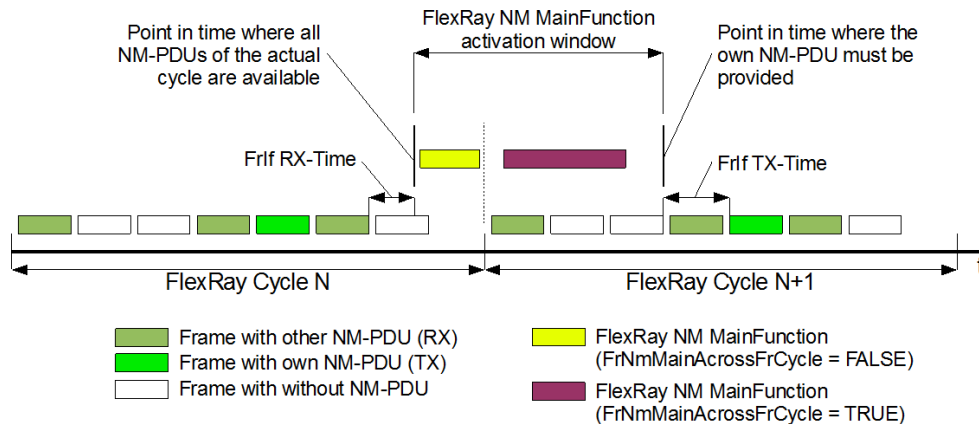 FlexRay NM MainFunction
activation window
Point in time where all
NM-PDUs of the actual
cycle are available
Point in time where the
own NM-PDU must be
provided
FrIf RX-Time
FrIf TX-Time
t
FlexRay Cycle N
FlexRay Cycle N+1
Frame with other NM-PDU (RX)
Frame with own NM-PDU (TX)
Frame with without NM-PDU
FlexRay NM MainFunction
(FrNmMainAcrossFrCycle = FALSE)
FlexRay NM MainFunction
(FrNmMainAcrossFrCycle = TRUE)